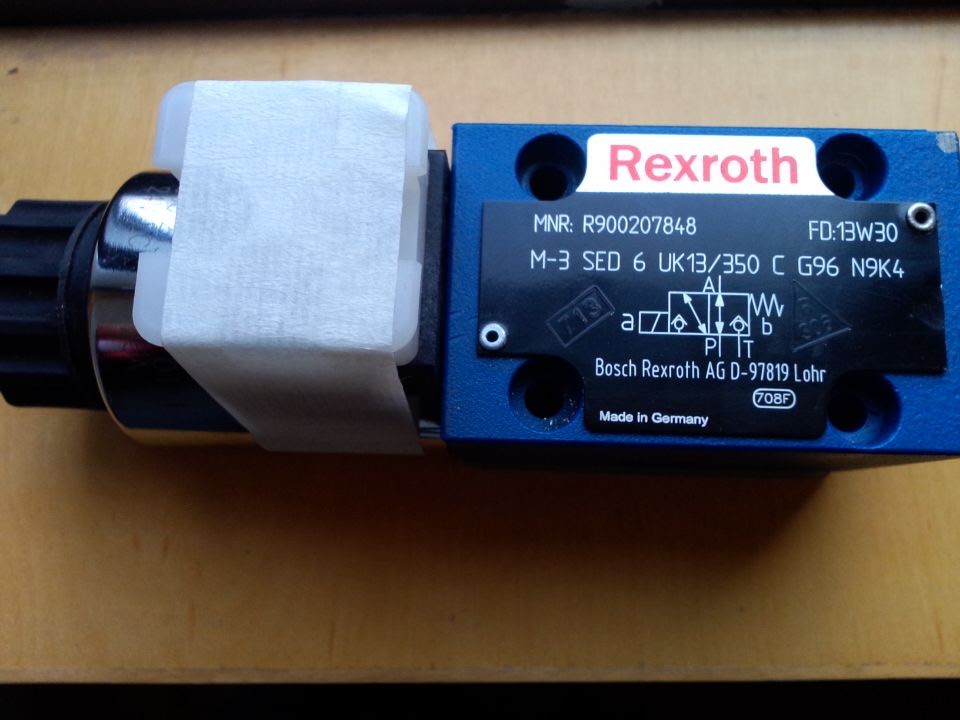 Rexroth
MNR: R900207848 FD:13W30
M-3 SED 6 UK13/350 C G96 N9K4
A
713
a b
P T
Bosch Rexroth AG D-97819 Lohr
708F
Made in Germany